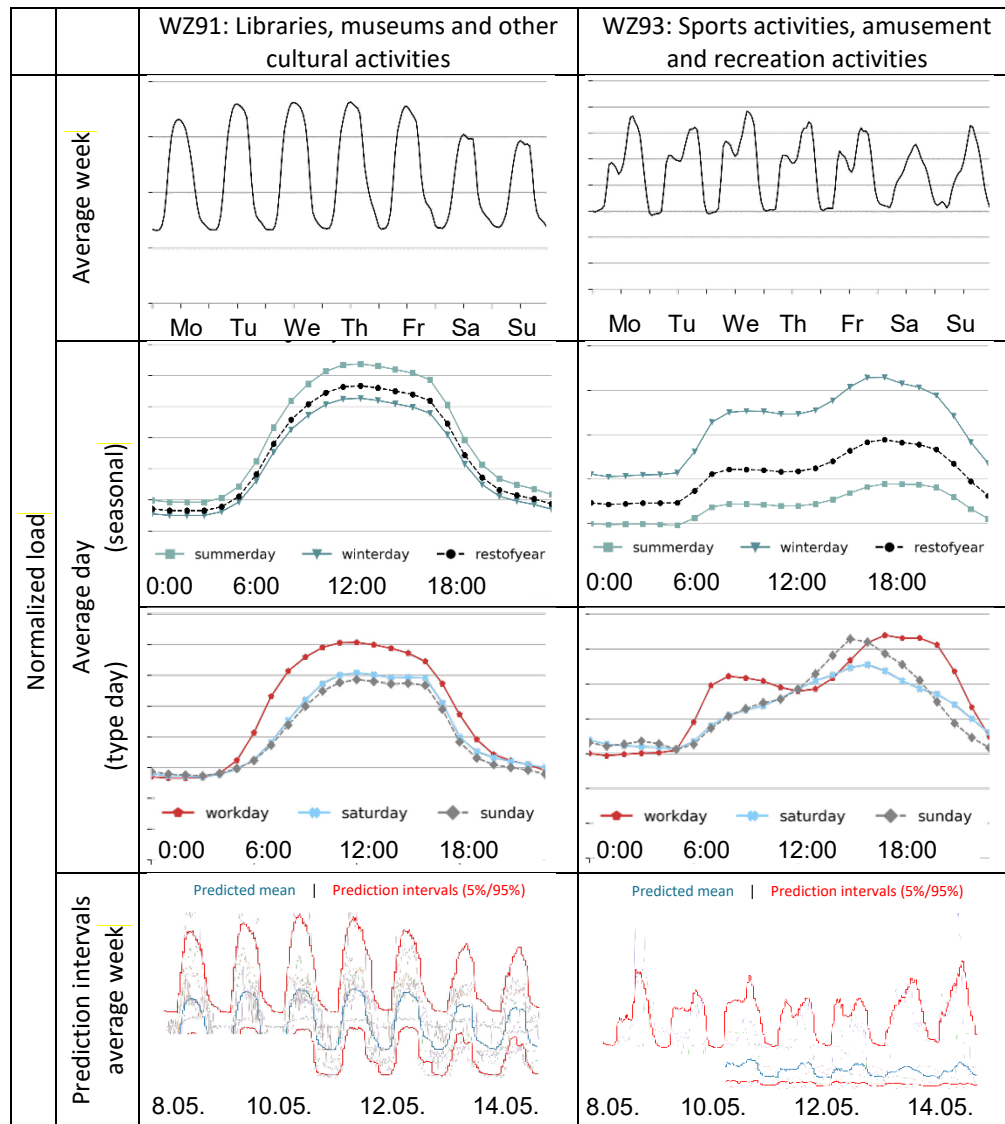 WZ91: Libraries, museums and other
cultural activities
WZ93: Sports activities, amusement
and recreation activities
Normalized load
Average week
Mo Tu We Th Fr Sa Su
Mo Tu We Th Fr Sa Su
Average day
(seasonal)
summerday winterday restofyear
0:00 6:00 12:00 18:00
summerday winterday restofyear
0:00 6:00 12:00 18:00
(type day)
workday saturday sunday
0:00 6:00 12:00 18:00
workday saturday sunday
0:00 6:00 12:00 18:00
Prediction intervals
average week
Predicted mean | Prediction intervals (5%/95%)
8.05. 10.05. 12.05. 14.05.
Predicted mean | Prediction intervals (5%/95%)
8.05. 10.05. 12.05. 14.05.